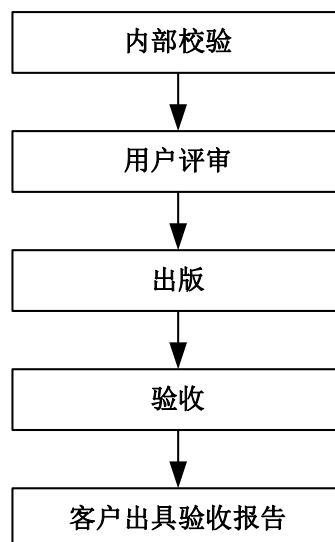 内部校验
用户评审
出版
验收
客户出具验收报告